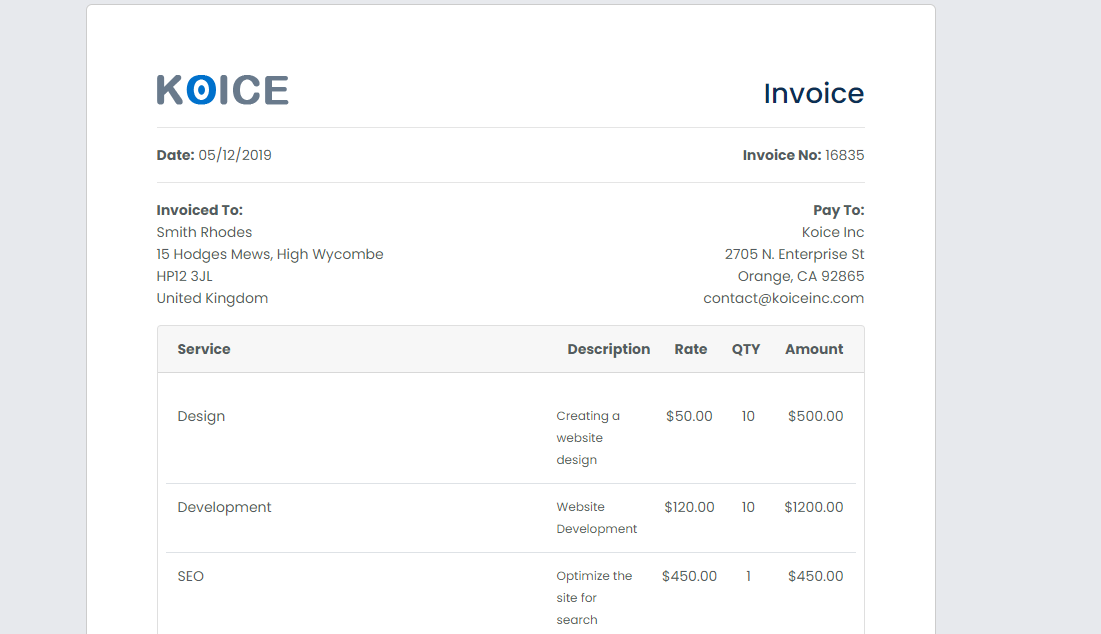 KOICE Invoice
Date: 05/12/2019 Invoice No: 16835
Invoiced To: Pay To:
Smith Rhodes Koice Inc
15 Hodges Mews, High Wycombe 2705 N. Enterprise St
HP12 3JL Orange, CA 92865
United Kingdom contact@koiceinc.com
Service Description Rate QTY Amount
Design Creating a $50.00 10 $500.00
website
design
Development Website $120.00 10 $1200.00
Development
SEO Optimize the $450.00 1 $450.00
site for
search